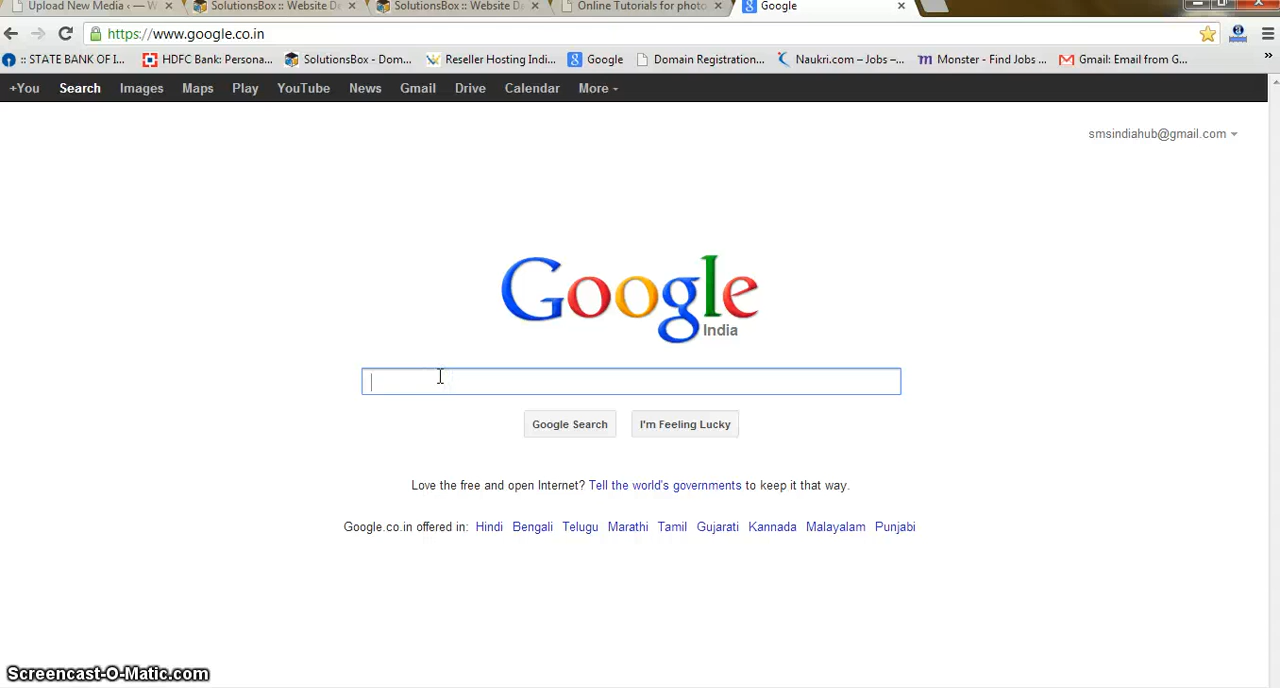 Upload New Media ‹ — W
SolutionsBox :: Website De
SolutionsBox :: Website De
Online Tutorials for photo
Google
https://www.google.co.in
:: STATE BANK OF I...
HDFC Bank: Persona...
SolutionsBox - Dom...
Reseller Hosting Indi...
Google
Domain Registration...
Naukri.com – Jobs –...
Monster - Find Jobs ...
Gmail: Email from G...
+You Search Images Maps Play YouTube News Gmail Drive Calendar More
smsindiahub@gmail.com
Google
India
Google Search
I'm Feeling Lucky
Love the free and open Internet? Tell the world's governments to keep it that way.
Google.co.in offered in: Hindi Bengali Telugu Marathi Tamil Gujarati Kannada Malayalam Punjabi
Screencast-O-Matic.com